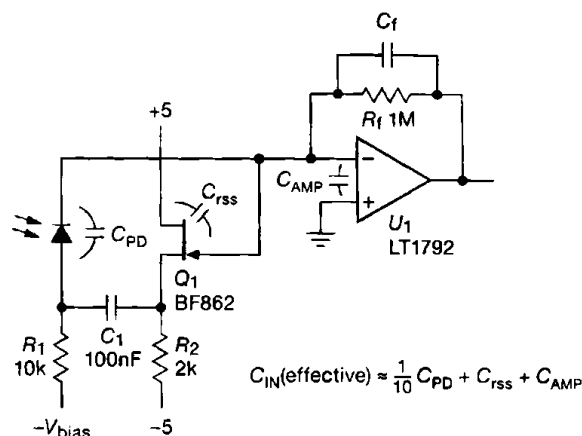 C_f
R_f 1M
+5
C_rss
C_AMP
−
+
C_PD
U_1
LT1792
Q_1
BF862
R_1
10k
C_1
100nF
R_2
2k
−V_bias
−5
C_IN(effective) ≈ 1/10 C_PD + C_rss + C_AMP